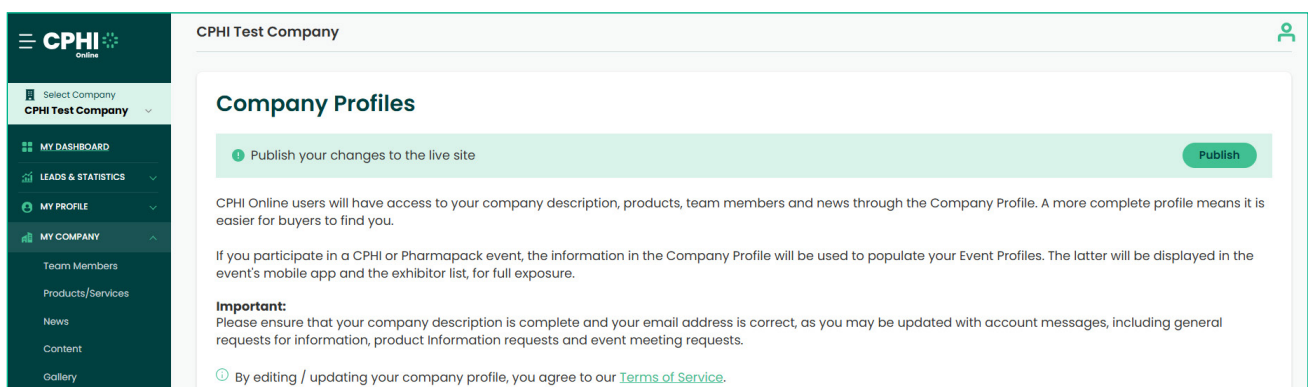 CPHI
Online
Select Company
CPHI Test Company
MY DASHBOARD
LEADS & STATISTICS
MY PROFILE
MY COMPANY
Team Members
Products/Services
News
Content
Gallery
CPHI Test Company
Company Profiles
Publish your changes to the live site
Publish
CPHI Online users will have access to your company description, products, team members and news through the Company Profile. A more complete profile means it is
easier for buyers to find you.
If you participate in a CPHI or Pharmapack event, the information in the Company Profile will be used to populate your Event Profiles. The latter will be displayed in the
event's mobile app and the exhibitor list, for full exposure.
Important:
Please ensure that your company description is complete and your email address is correct, as you may be updated with account messages, including general
requests for information, product Information requests and event meeting requests.
By editing / updating your company profile, you agree to our Terms of Service.